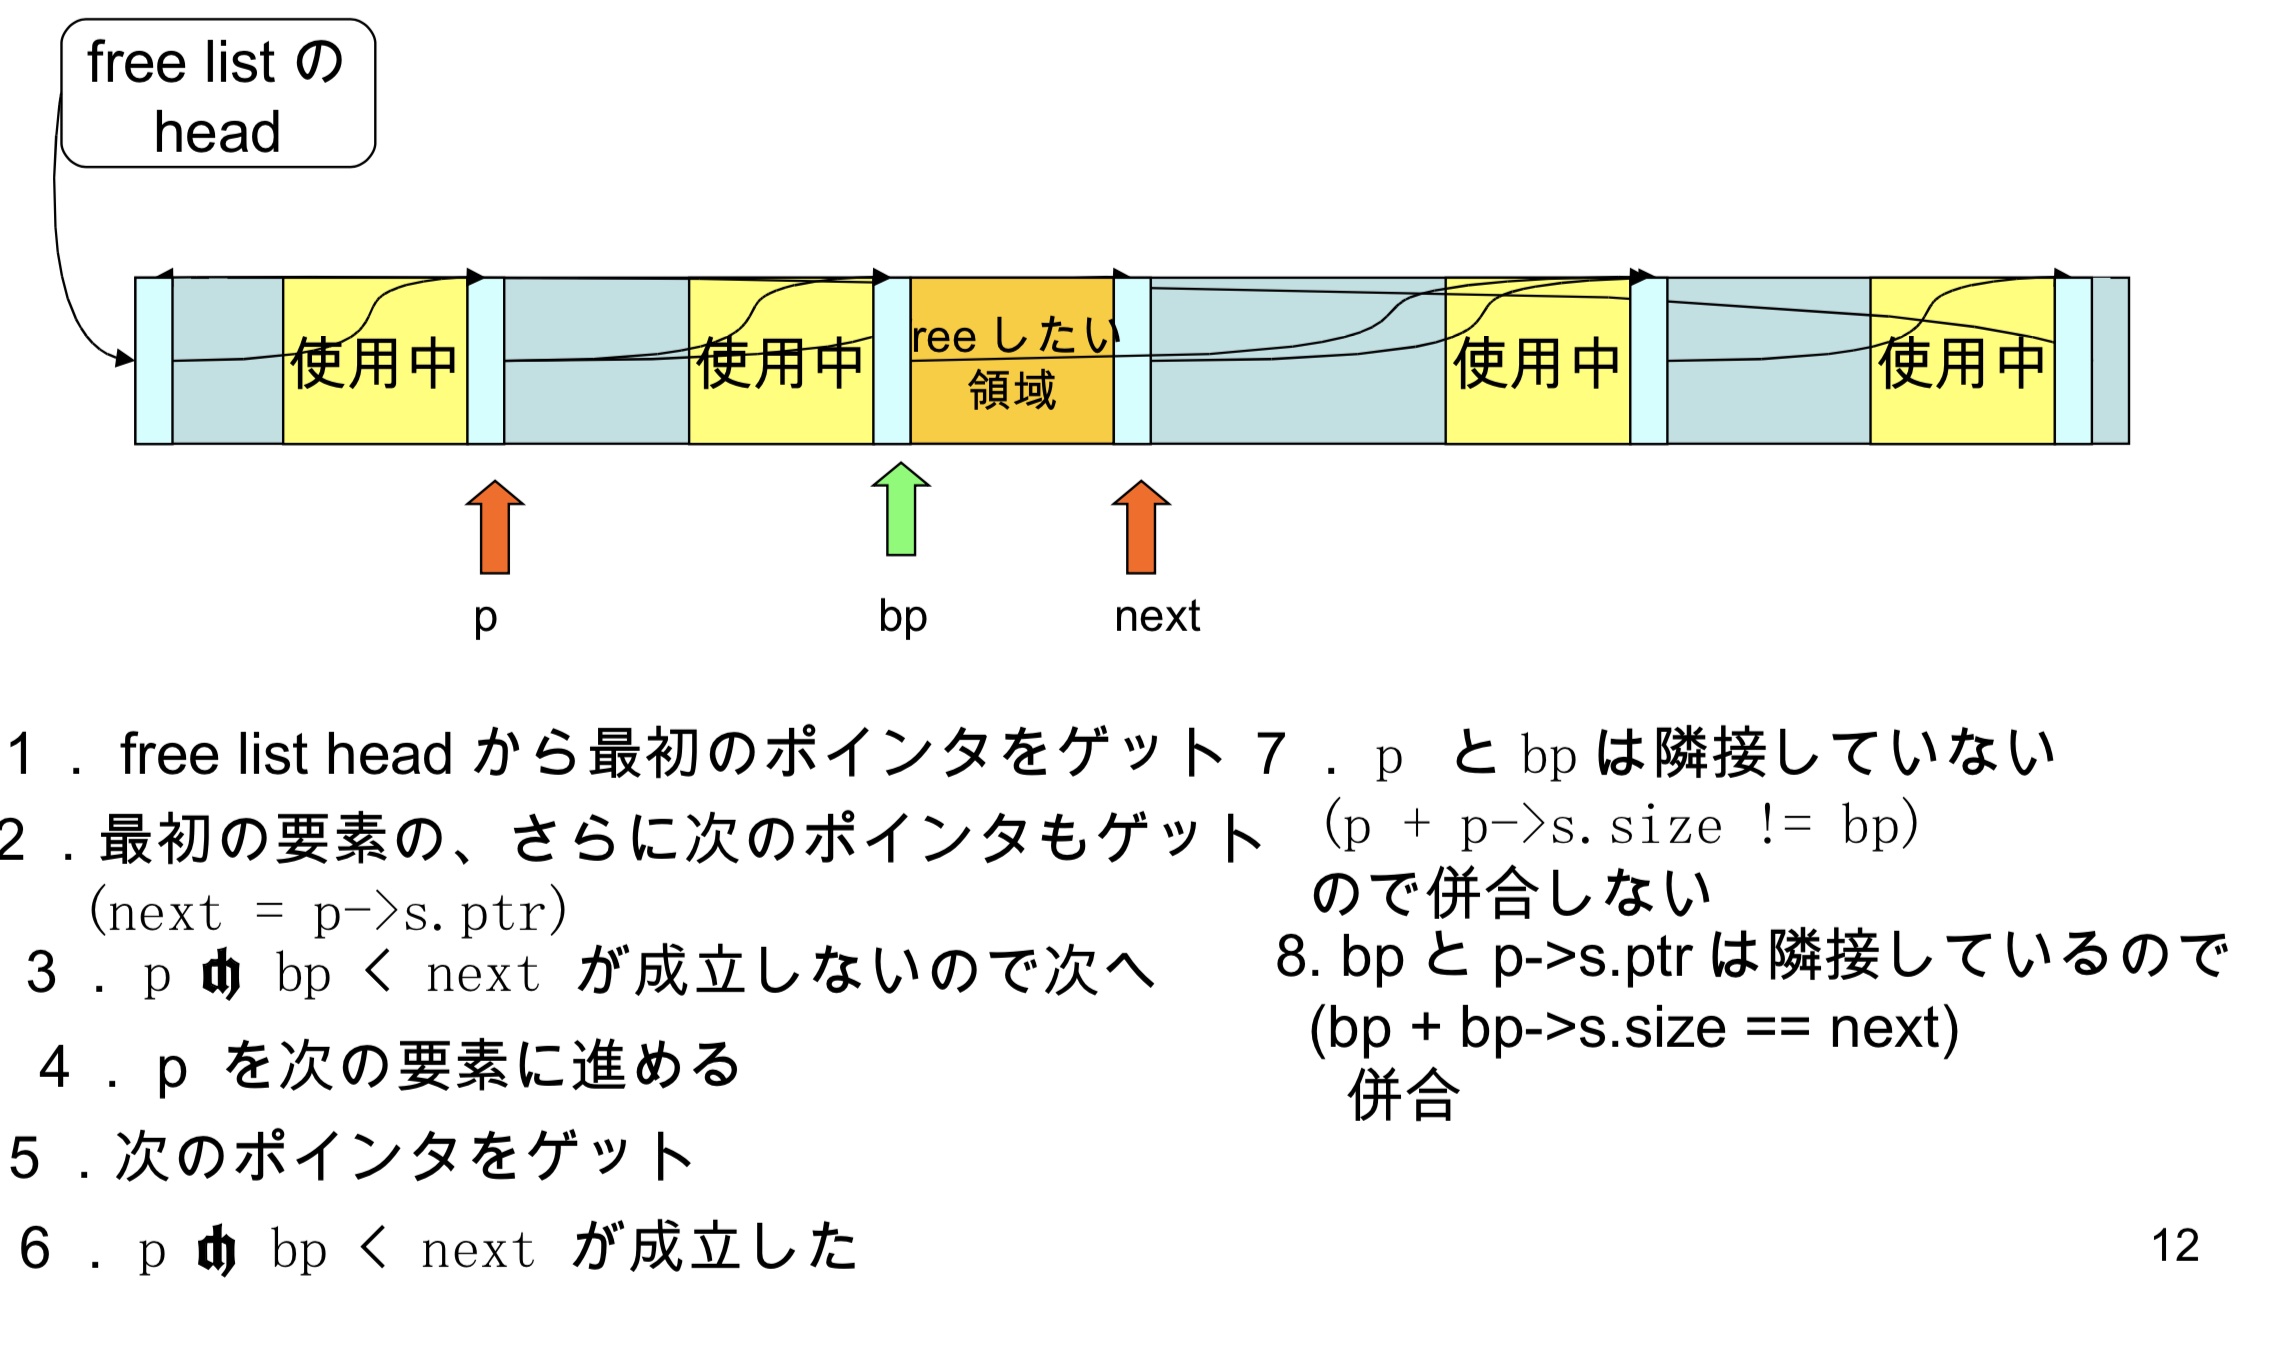 free list の
head
使用中
使用中
ree したい
領域
使用中
使用中
p
bp
next
1 . free list head から最初のポインタをゲット
2 .最初の要素の、さらに次のポインタもゲット
(next = p->s.ptr)
3 . p bp < next が成立しないので次へ
4 . p を次の要素に進める
5 .次のポインタをゲット
6 . p bp < next が成立した
7 . p と bp は隣接していない
(p + p->s.size != bp)
ので併合しない
8. bp と p->s.ptr は隣接しているので
(bp + bp->s.size == next)
併合
12